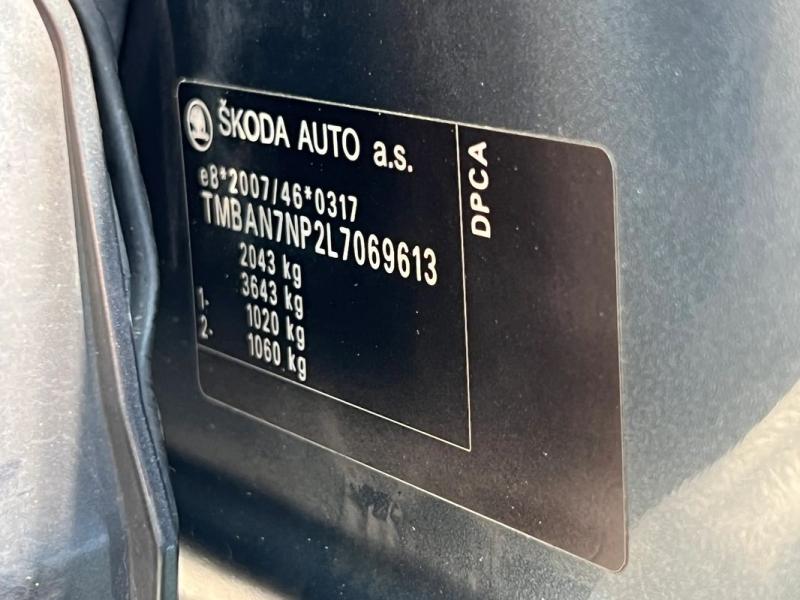 ŠKODA AUTO a.s.
e8*2007/46*0317
TMBAN7NP2L7069613
2043 kg
3643 kg
1- 1020 kg
2- 1060 kg
DPCA